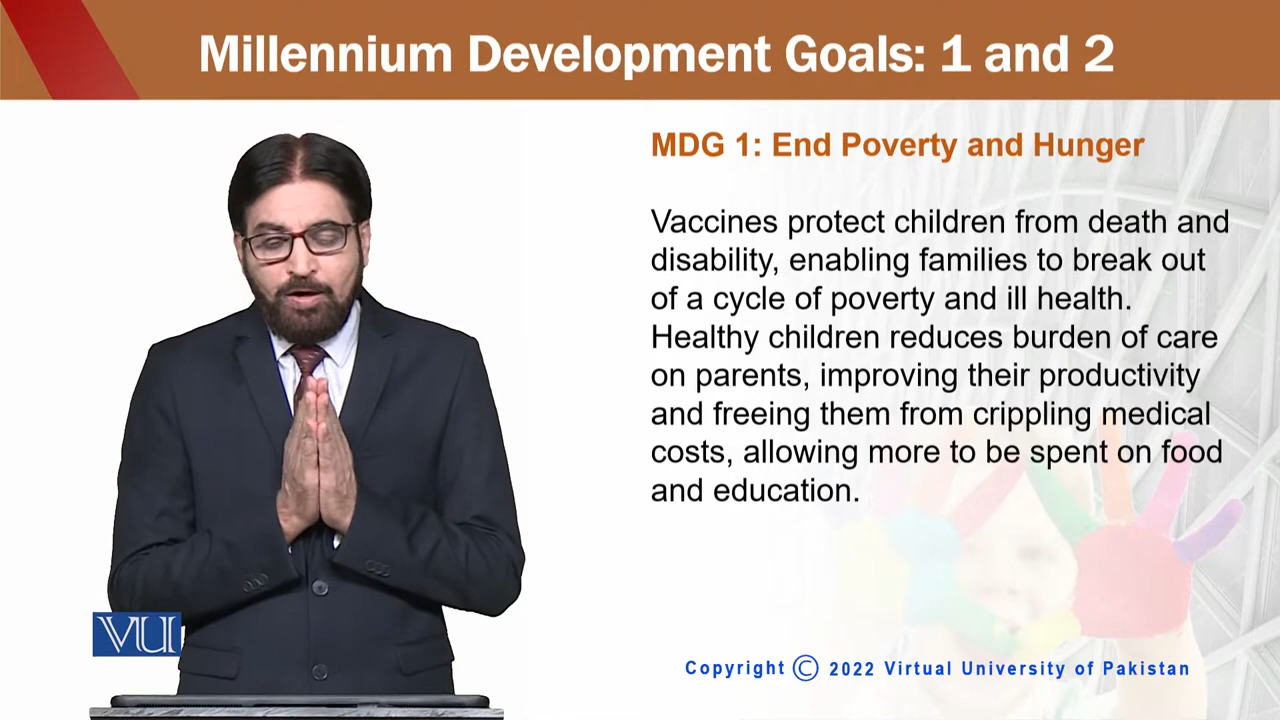 Millennium Development Goals: 1 and 2
MDG 1: End Poverty and Hunger
Vaccines protect children from death and
disability, enabling families to break out
of a cycle of poverty and ill health.
Healthy children reduces burden of care
on parents, improving their productivity
and freeing them from crippling medical
costs, allowing more to be spent on food
and education.
VU
Copyright © 2022 Virtual University of Pakistan